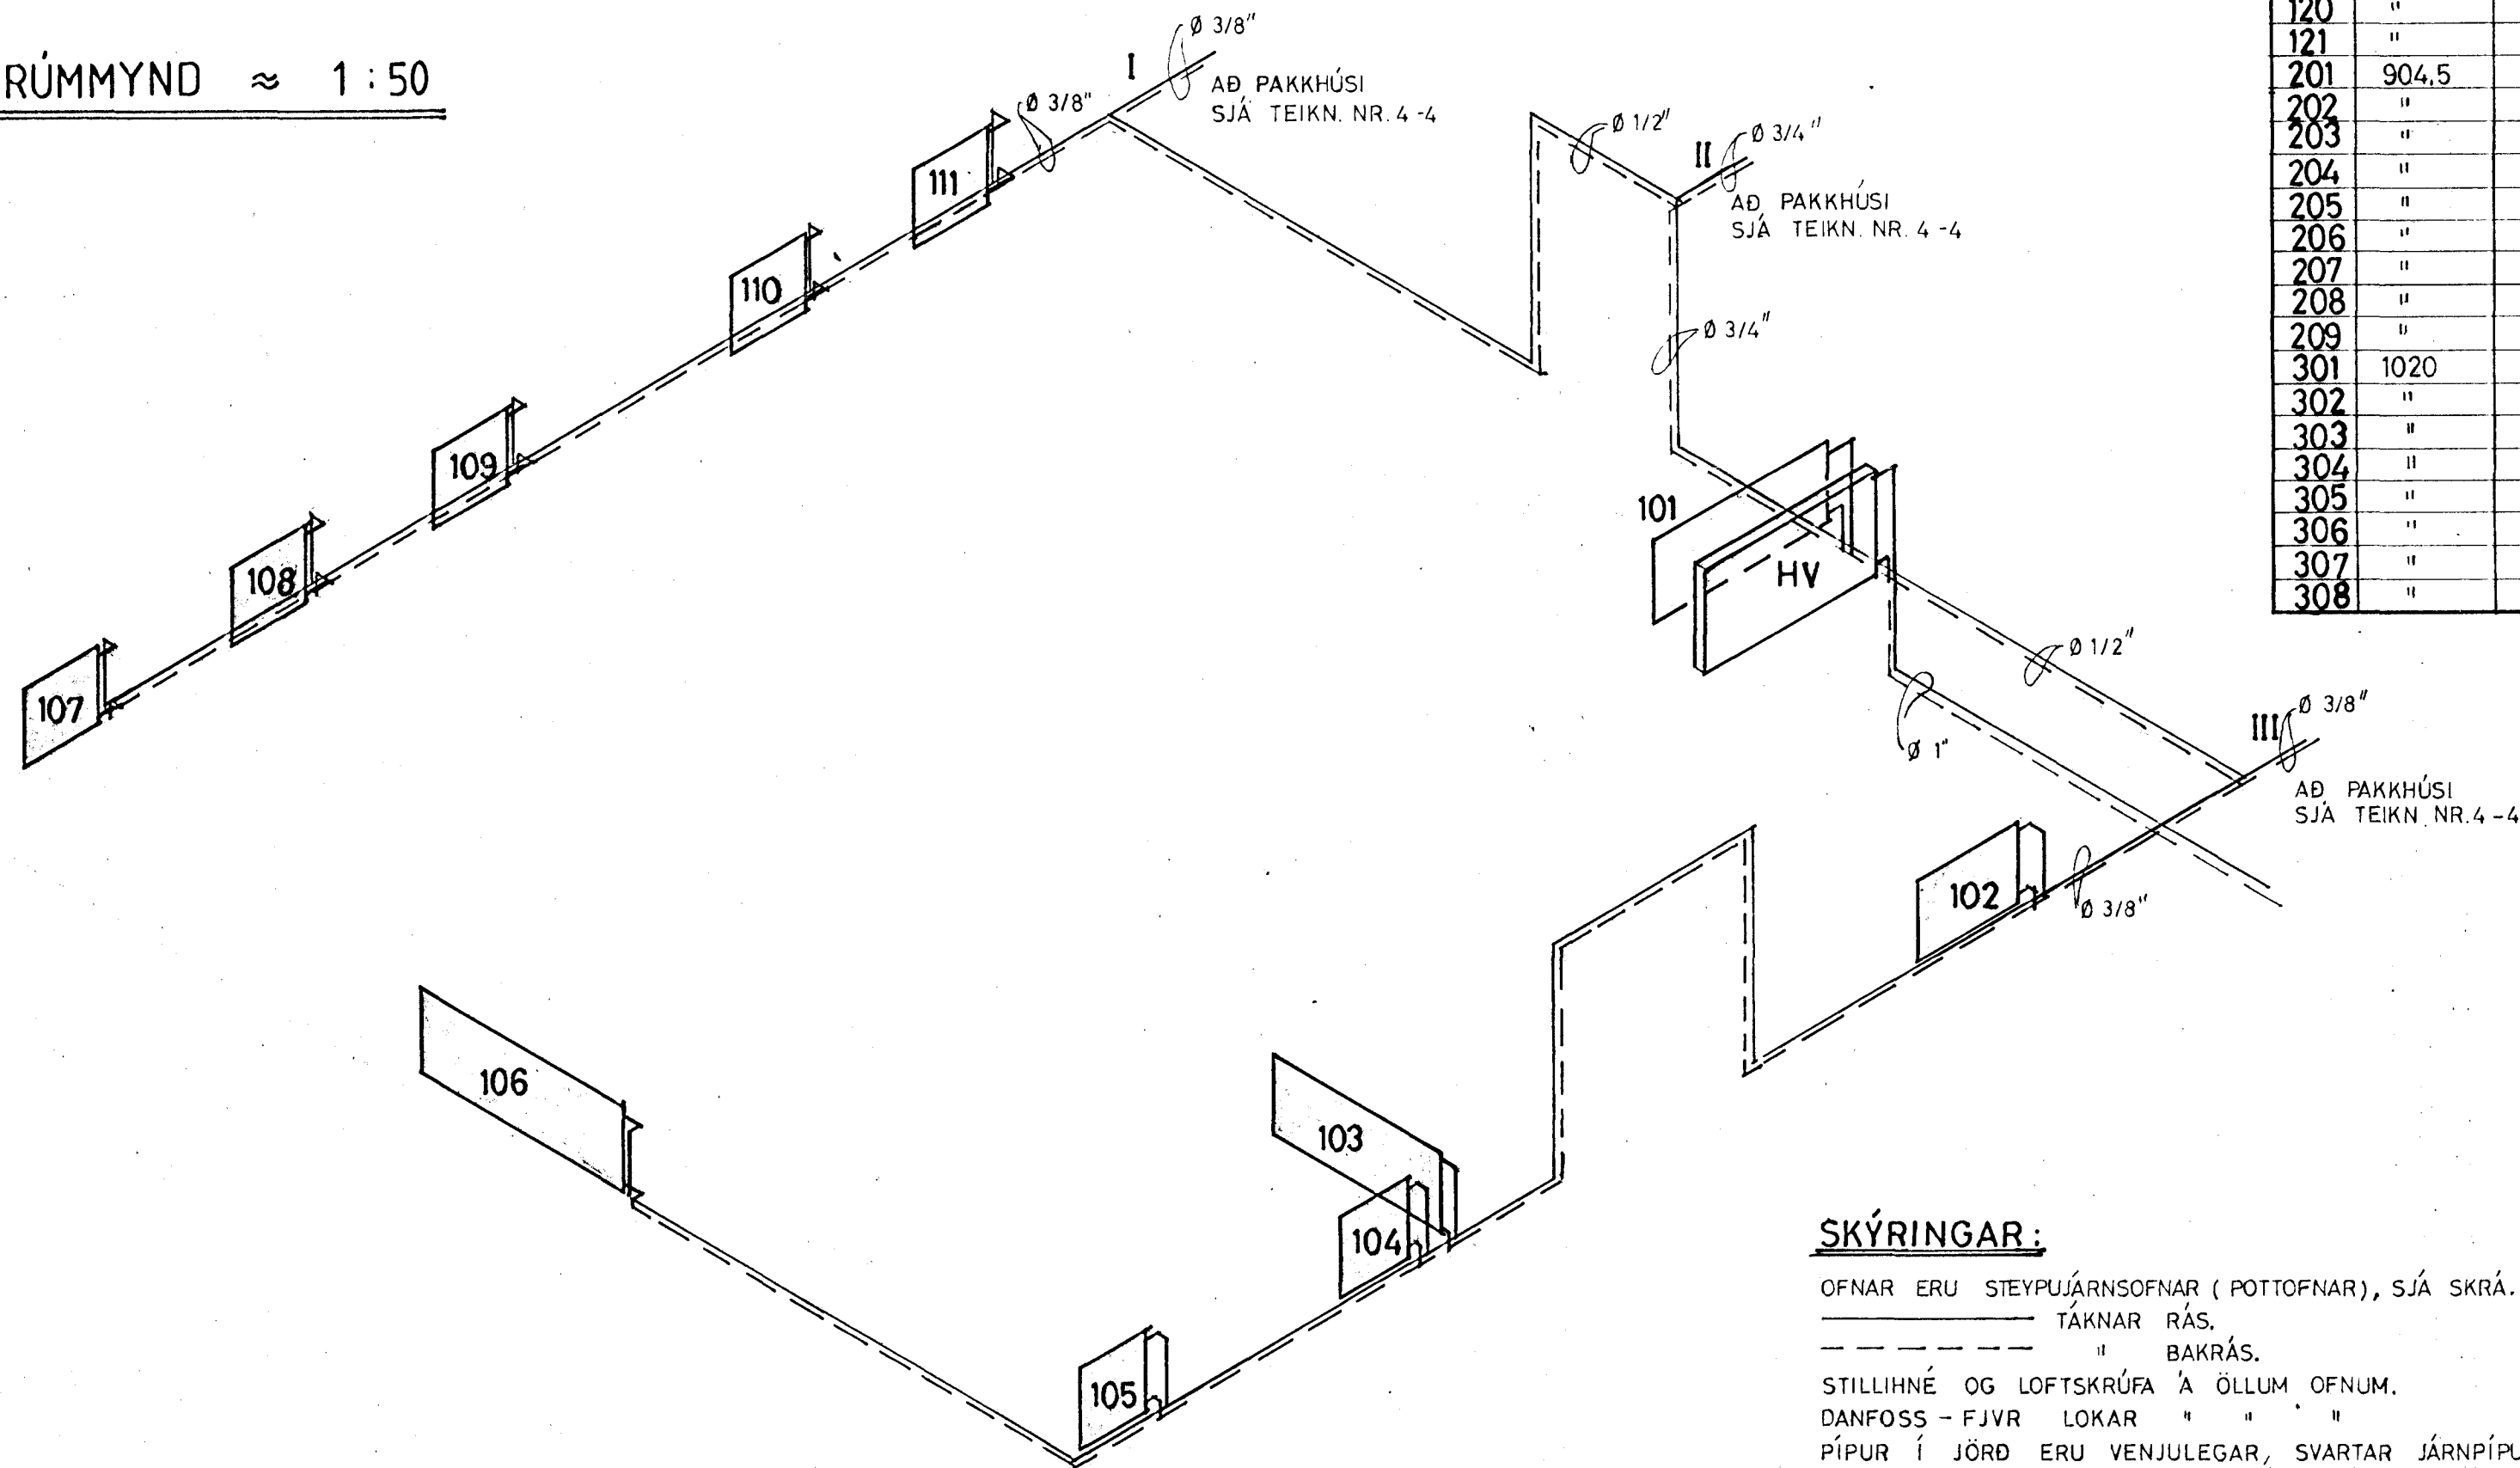 RÚMMYND ≈ 1:50
I
Ø 3/8"
AÐ PAKKHÚSI
SJÁ TEIKN. NR. 4-4
Ø 3/8"
111
110
109
108
107
Ø 1/2"
II
Ø 3/4"
AÐ PAKKHÚSI
SJÁ TEIKN. NR. 4-4
Ø 3/4"
101
HV
Ø 1/2"
Ø 1"
III
Ø 3/8"
AÐ PAKKHÚSI
SJÁ TEIKN. NR. 4-4
102
Ø 3/8"
106
103
104
105
120 "
121 "
201 904.5
202 "
203 "
204 "
205 "
206 "
207 "
208 "
209 "
301 1020
302 "
303 "
304 "
305 "
306 "
307 "
308 "
SKÝRINGAR:
OFNAR ERU STEYPUJÁRNSOFNAR (POTTOFNAR), SJÁ SKRÁ.
TÁKNAR RÁS.
" BAKRÁS.
STILLIHNÉ OG LOFTSKRÚFA Á ÖLLUM OFNUM.
DANFOSS - FJVR LOKAR " " "
PÍPUR Í JÖRÐ ERU VENJULEGAR, SVARTAR JÁRNPÍPU